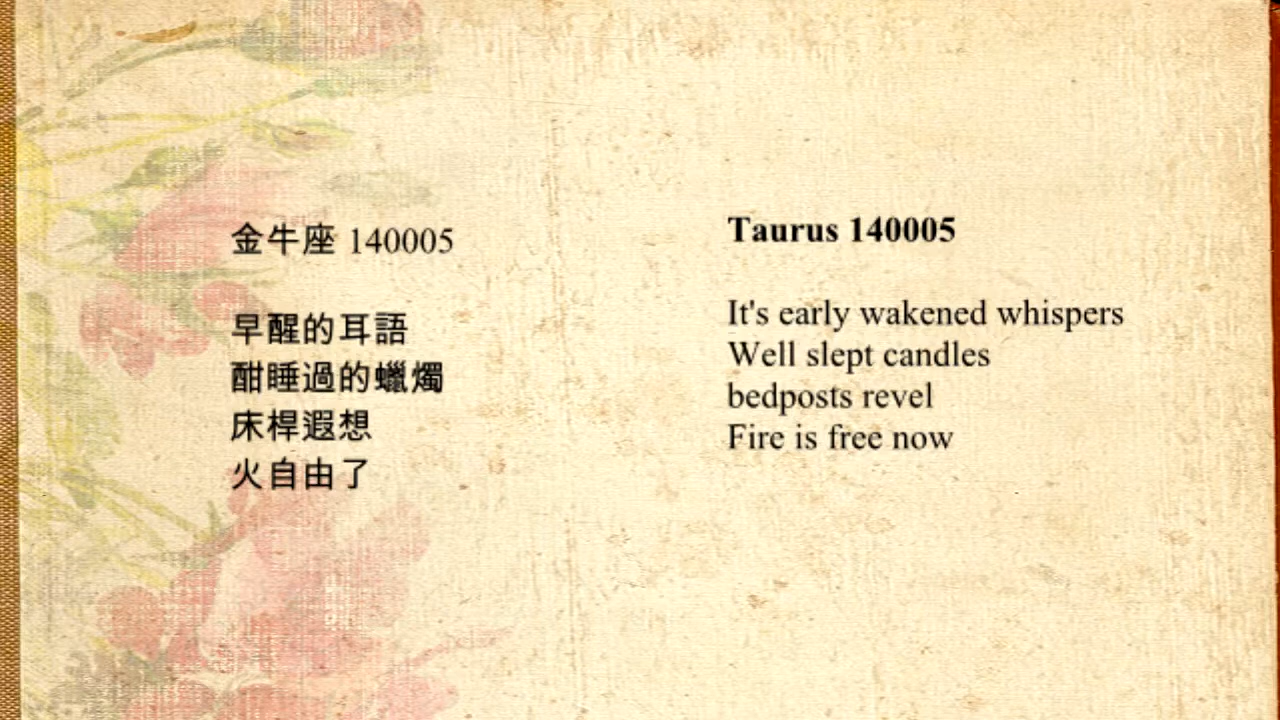 金牛座 140005
早醒的耳語
酣睡過的蠟燭
床桿遐想
火自由了
Taurus 140005
It's early wakened whispers
Well slept candles
bedposts revel
Fire is free now